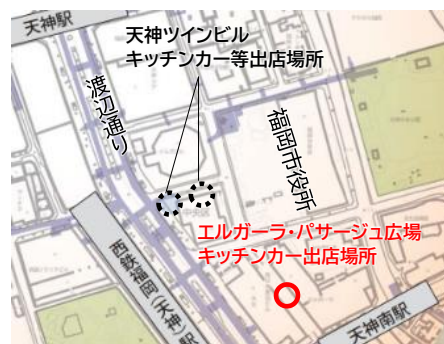 天神駅
天神ツインビル
キッチンカー等出店場所
渡辺通り
福岡市役所
エルガーラ・パサージュ広場
キッチンカー出店場所
西鉄福岡(天神)駅
天神南駅